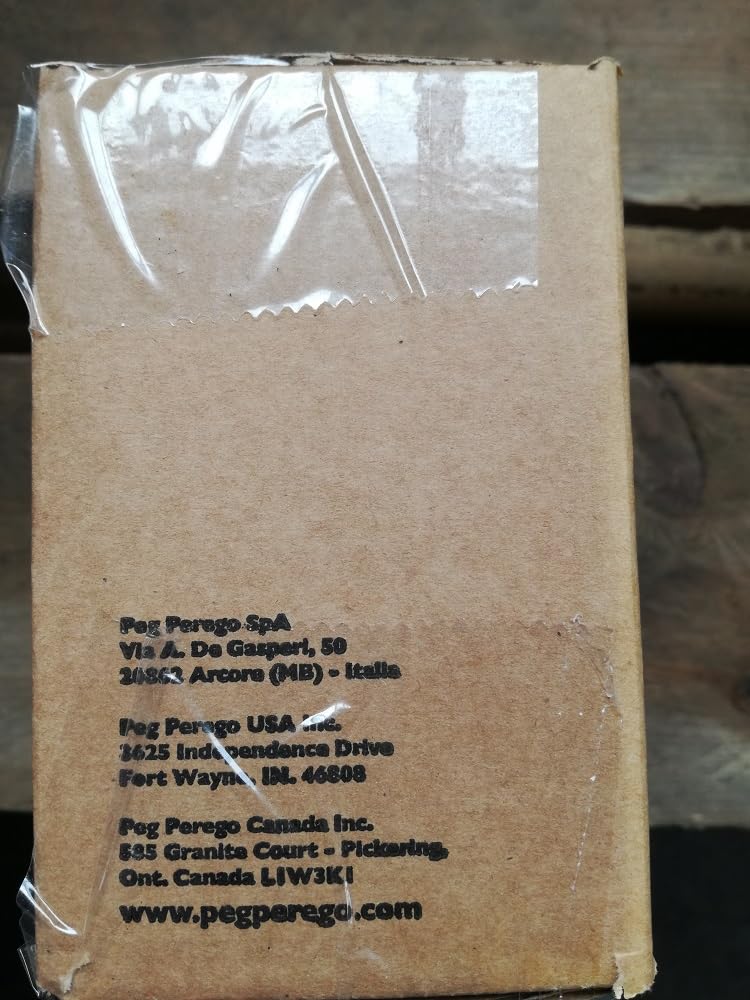 Peg Perego SpA
Via A. De Gasperi, 50
20862 Arcore (MB) - Italia
Peg Perego USA Inc.
3625 Independence Drive
Fort Wayne, IN. 46808
Peg Perego Canada Inc.
585 Granite Court - Pickering,
Ont. Canada L1W3K1
www.pegperego.com